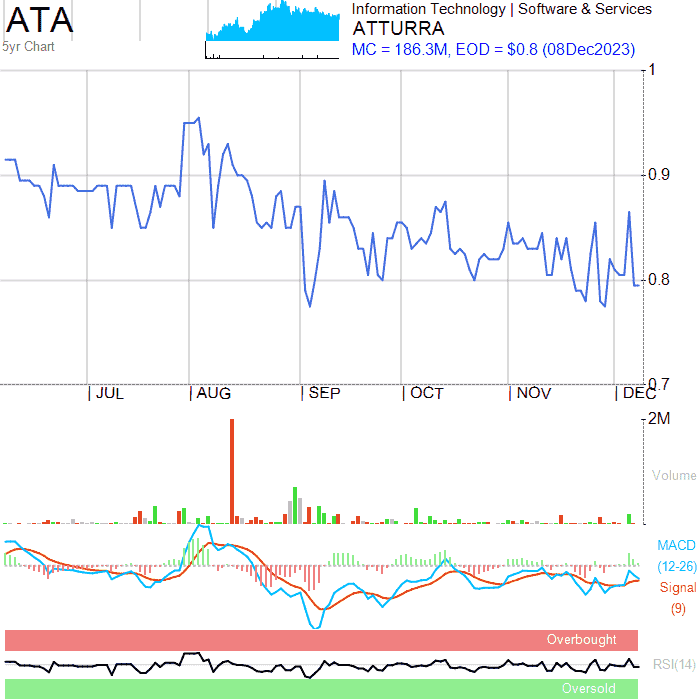 ATA
5yr Chart
Information Technology | Software & Services
ATTURRA
MC = 186.3M, EOD = $0.8 (08Dec2023)
1
0.9
0.8
0.7
JUL AUG SEP OCT NOV DEC
2M
Volume
MACD
(12-26)
Signal
(9)
Overbought
RSI(14)
Oversold